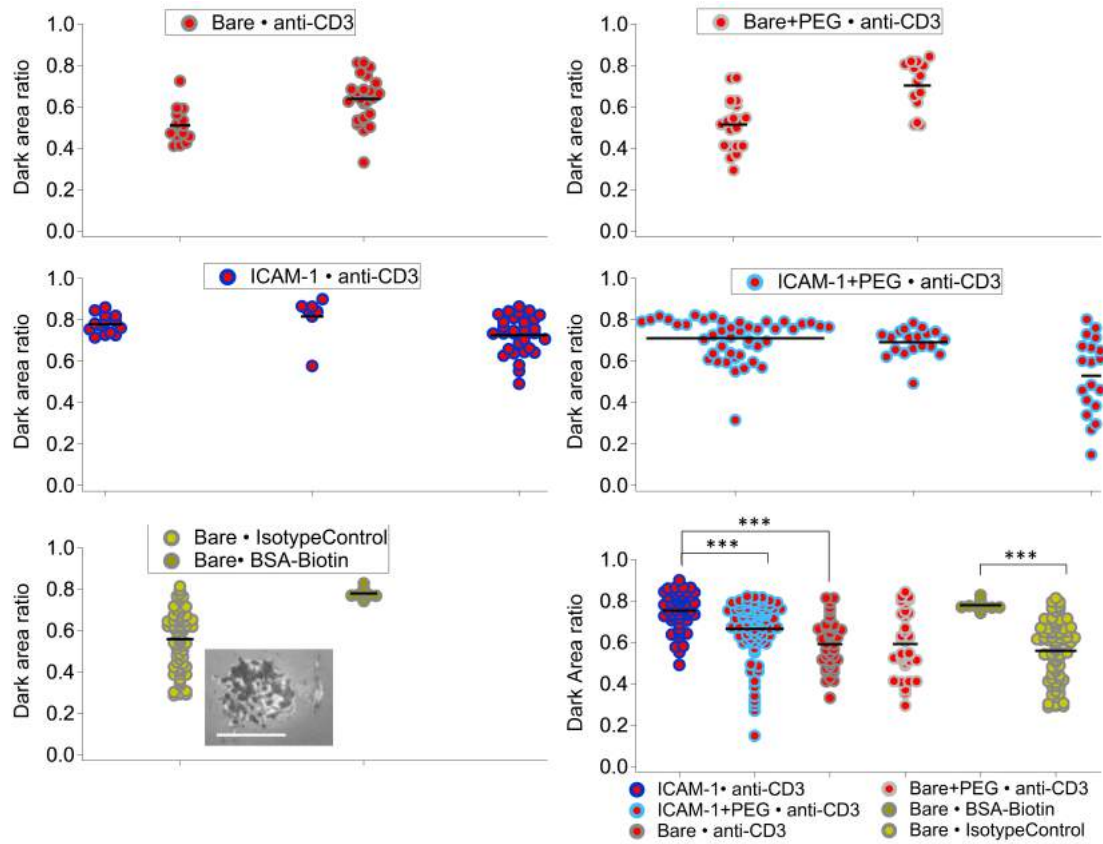 Bare • anti-CD3
Dark area ratio
1.0
0.8
0.6
0.4
0.2
0.0
Bare+PEG • anti-CD3
Dark area ratio
1.0
0.8
0.6
0.4
0.2
0.0
ICAM-1 • anti-CD3
Dark area ratio
1.0
0.8
0.6
0.4
0.2
0.0
ICAM-1+PEG • anti-CD3
Dark area ratio
1.0
0.8
0.6
0.4
0.2
0.0
Bare • IsotypeControl
Bare• BSA-Biotin
Dark area ratio
1.0
0.8
0.6
0.4
0.2
0.0
Dark Area ratio
1.0
0.8
0.6
0.4
0.2
0.0
***
***
***
ICAM-1• anti-CD3
ICAM-1+PEG • anti-CD3
Bare • anti-CD3
Bare+PEG • anti-CD3
Bare • BSA-Biotin
Bare • IsotypeControl